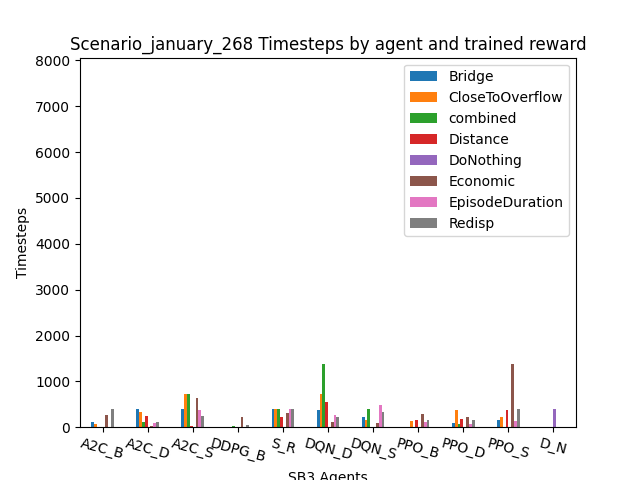 Scenario_january_268 Timesteps by agent and trained reward
8000
7000
6000
5000
4000
3000
2000
1000
0
Timesteps
Bridge
CloseToOverflow
combined
Distance
DoNothing
Economic
EpisodeDuration
Redisp
A2C_B
A2C_D
A2C_S
DDPG_B
S_R
DQN_D
DQN_S
PPO_B
PPO_D
PPO_S
D_N
SB3 Agents